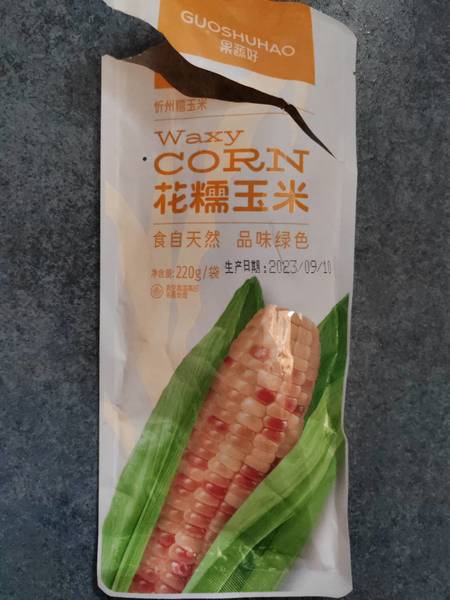 GUOSHUHAO
果蔬好
忻州糯玉米
Waxy
CORN
花糯玉米
食自天然 品味绿色
净含量:220g/袋
生产日期:2023/09/10